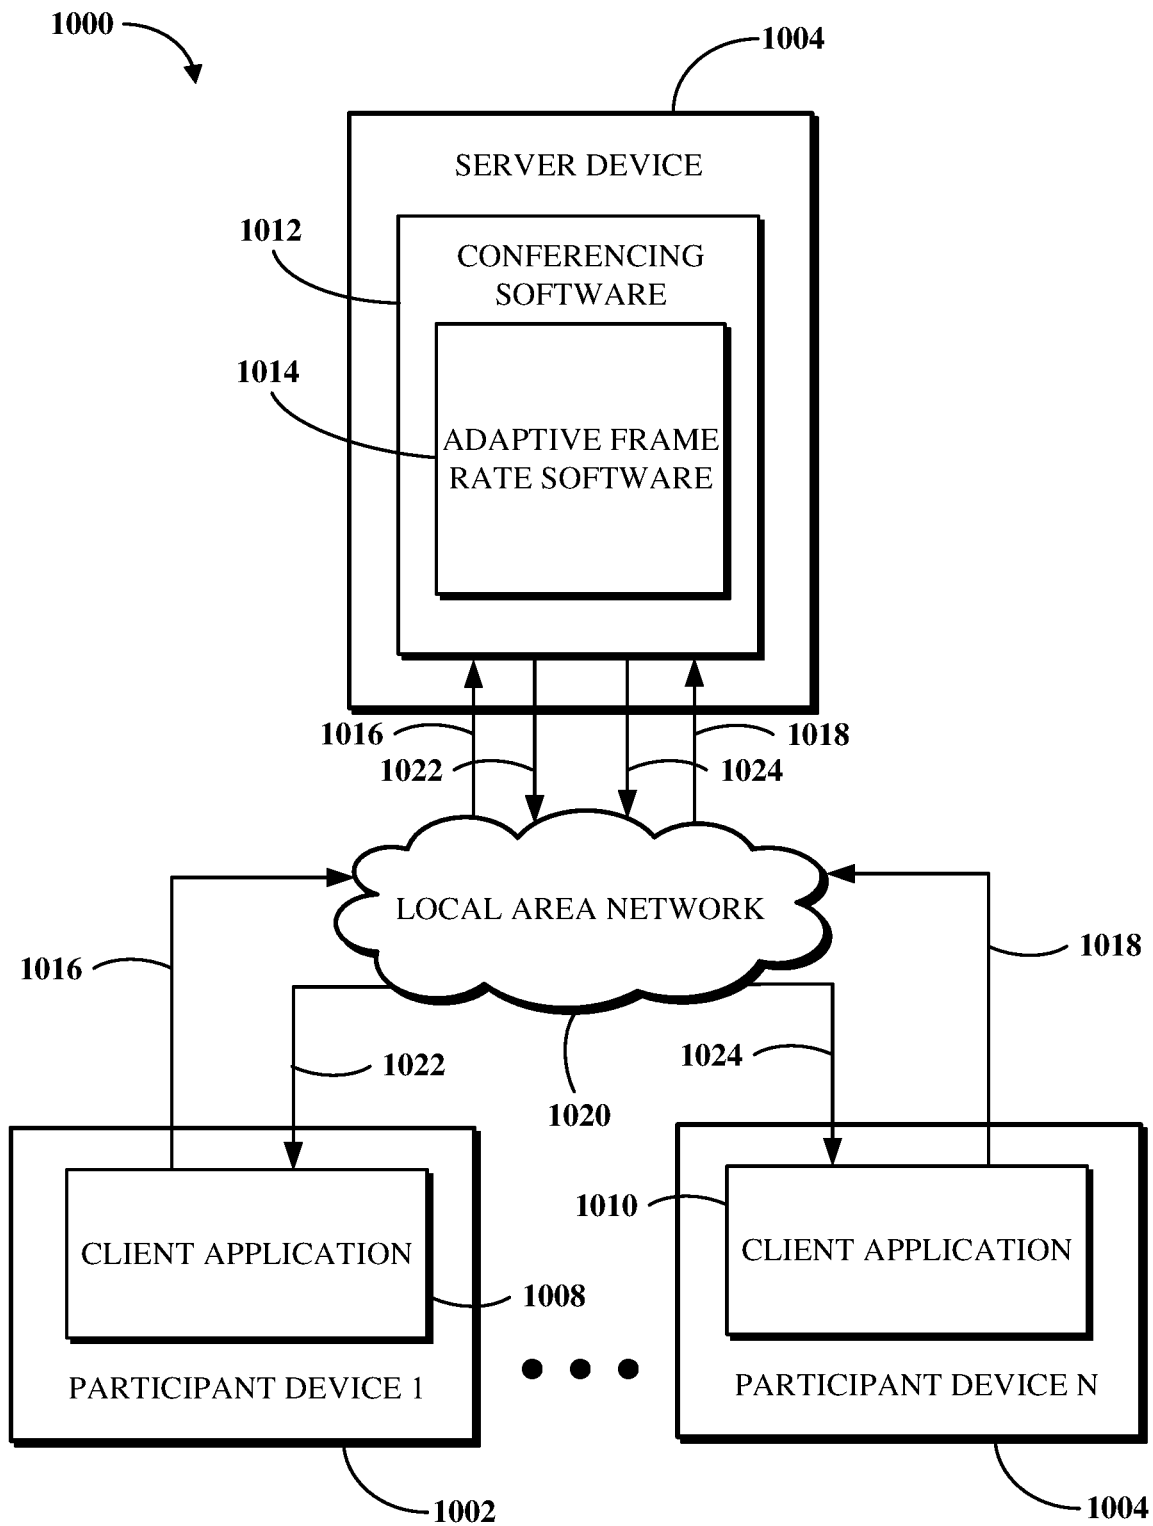 1000
1004
SERVER DEVICE
1012
CONFERENCING
SOFTWARE
1014
ADAPTIVE FRAME
RATE SOFTWARE
1016
1018
1022
1024
LOCAL AREA NETWORK
1016
1018
1022
1024
1020
1010
CLIENT APPLICATION
CLIENT APPLICATION
1008
PARTICIPANT DEVICE 1
PARTICIPANT DEVICE N
1002
1004